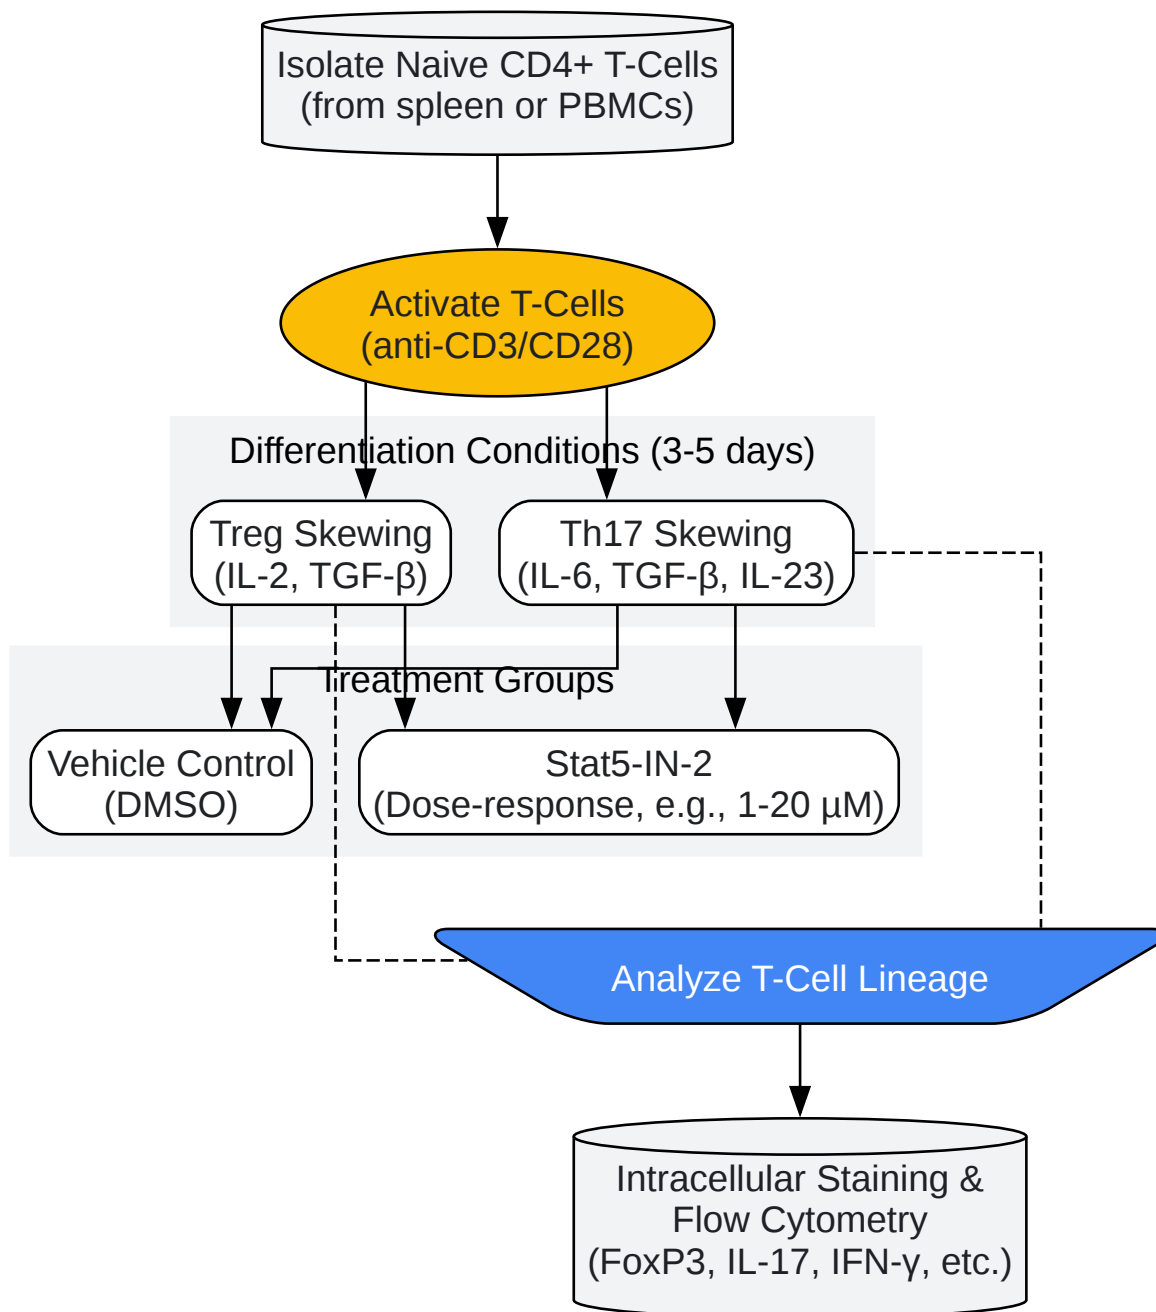 Isolate Naive CD4+ T-Cells
(from spleen or PBMCs)
Activate T-Cells
(anti-CD3/CD28)
Differentiation Conditions (3-5 days)
Treg Skewing
(IL-2, TGF-β)
Th17 Skewing
(IL-6, TGF-β, IL-23)
Treatment Groups
Vehicle Control
(DMSO)
Stat5-IN-2
(Dose-response, e.g., 1-20 µM)
Analyze T-Cell Lineage
Intracellular Staining &
Flow Cytometry
(FoxP3, IL-17, IFN-γ, etc.)